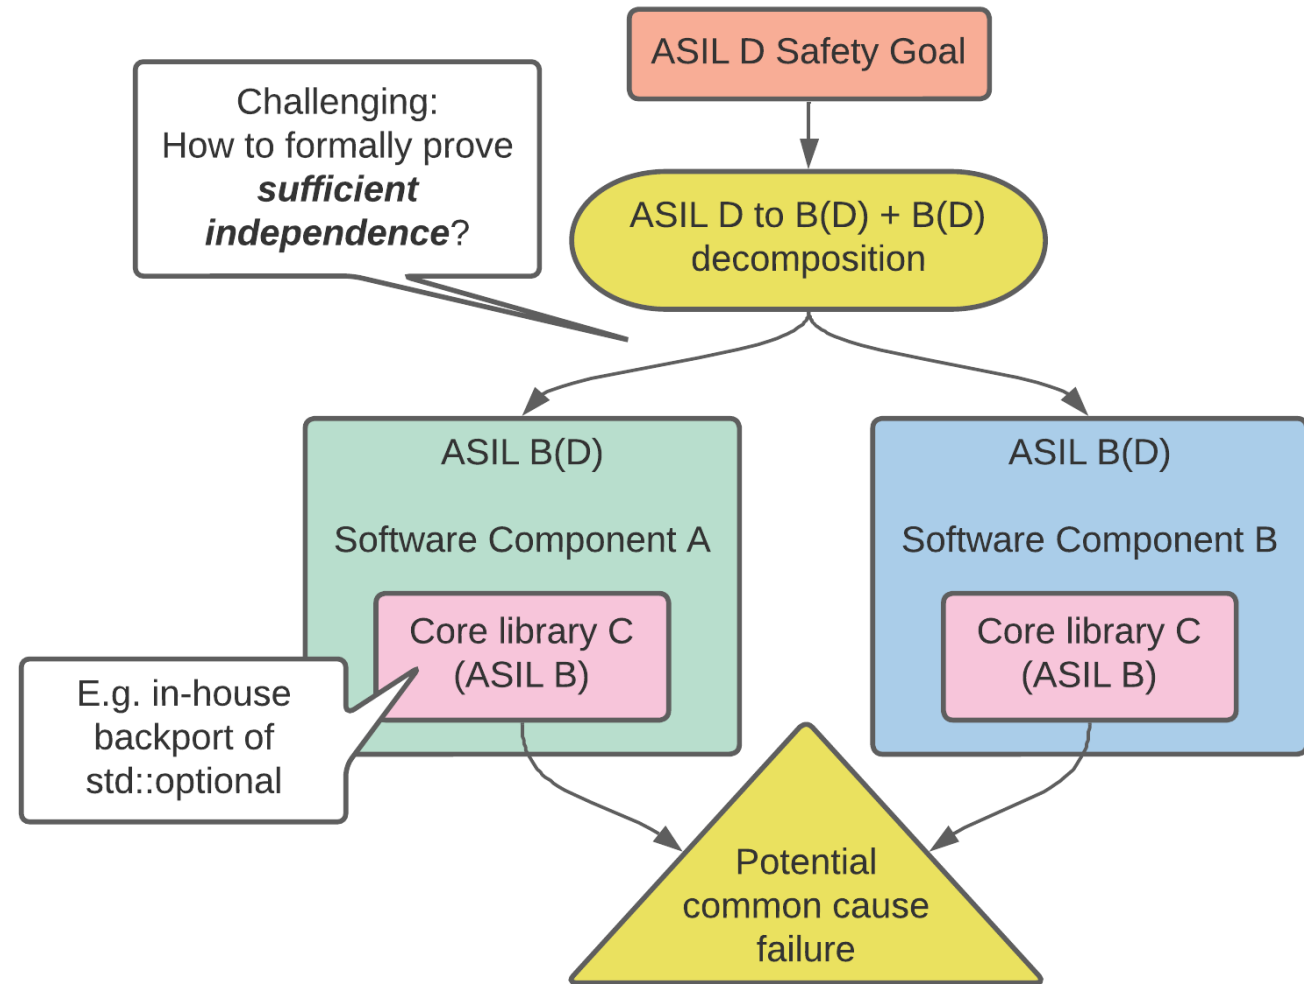 ASIL D Safety Goal
Challenging:
How to formally prove
sufficient
independence?
ASIL D to B(D) + B(D)
decomposition
ASIL B(D)
Software Component A
Core library C
(ASIL B)
ASIL B(D)
Software Component B
Core library C
(ASIL B)
E.g. in-house
backport of
std::optional
Potential
common cause
failure